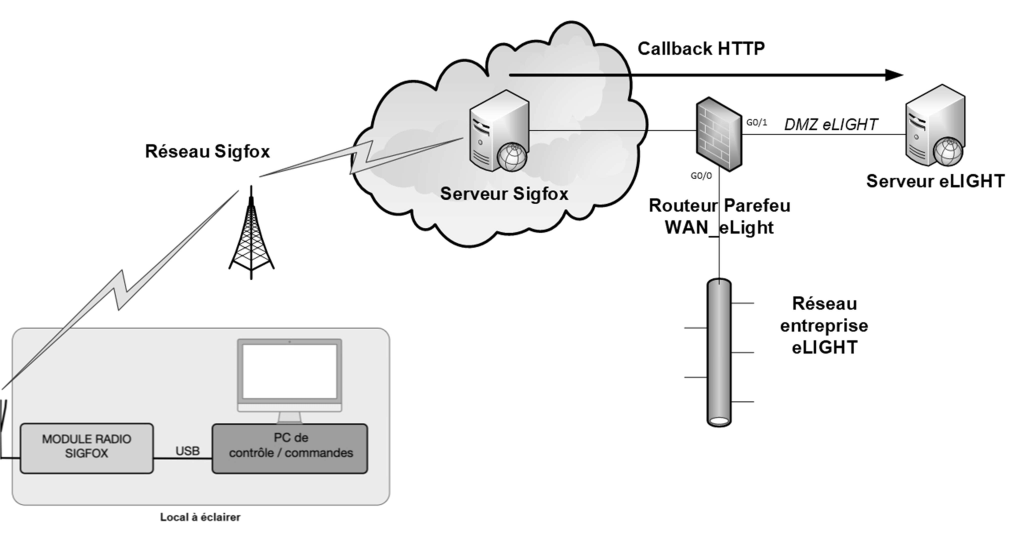 Callback HTTP
G0/1
DMZ eLIGHT
Réseau Sigfox
Serveur Sigfox
G0/0
Serveur eLIGHT
Routeur Parefeu
WAN_eLight
Réseau
entreprise
eLIGHT
MODULE RADIO
SIGFOX
USB
PC de
contrôle / commandes
Local à éclairer